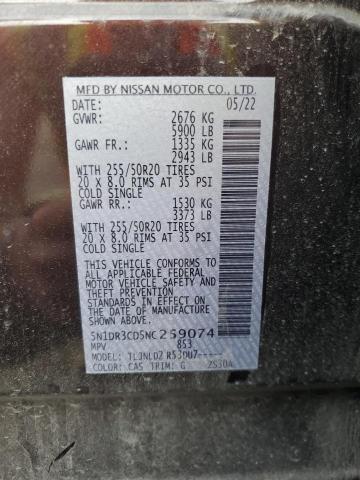 MFD BY NISSAN MOTOR CO., LTD.
DATE: 05/22
GVWR: 2676 KG
5900 LB
GAWR FR.: 1335 KG
2943 LB
WITH 255/50R20 TIRES
20 X 8.0 RIMS AT 35 PSI
COLD SINGLE
GAWR RR.: 1530 KG
3373 LB
WITH 255/50R20 TIRES
20 X 8.0 RIMS AT 35 PSI
COLD SINGLE
THIS VEHICLE CONFORMS TO
ALL APPLICABLE FEDERAL
MOTOR VEHICLE SAFETY AND
THEFT PREVENTION
STANDARDS IN EFFECT ON
THE DATE OF MANUFACTURE
SHOWN ABOVE
5N1DR3CD5NC259074
MPV 853
MODEL: TLJNLDZ R53UU7-----
COLOR: CAS TRIM: G 2S30A